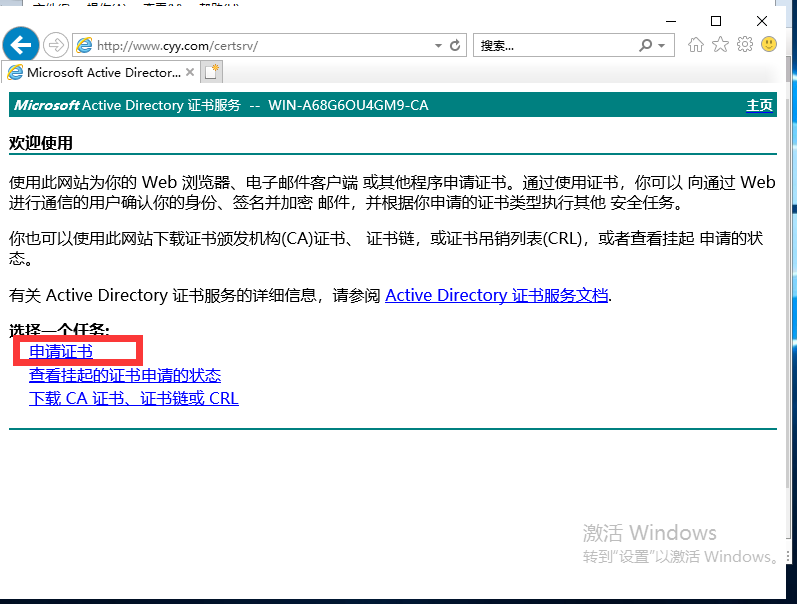 http://www.cyy.com/certsrv/
搜索...
Microsoft Active Director...
Microsoft Active Directory 证书服务 -- WIN-A68G6OU4GM9-CA
主页
欢迎使用
使用此网站为你的 Web 浏览器、电子邮件客户端 或其他程序申请证书。通过使用证书，你可以 向通过 Web
进行通信的用户确认你的身份、签名并加密 邮件，并根据你申请的证书类型执行其他 安全任务。
你也可以使用此网站下载证书颁发机构(CA)证书、 证书链，或证书吊销列表(CRL)，或者查看挂起 申请的状
态。
有关 Active Directory 证书服务的详细信息，请参阅 Active Directory 证书服务文档.
选择一个任务:
申请证书
查看挂起的证书申请的状态
下载 CA 证书、证书链或 CRL
激活 Windows
转到"设置"以激活 Windows。